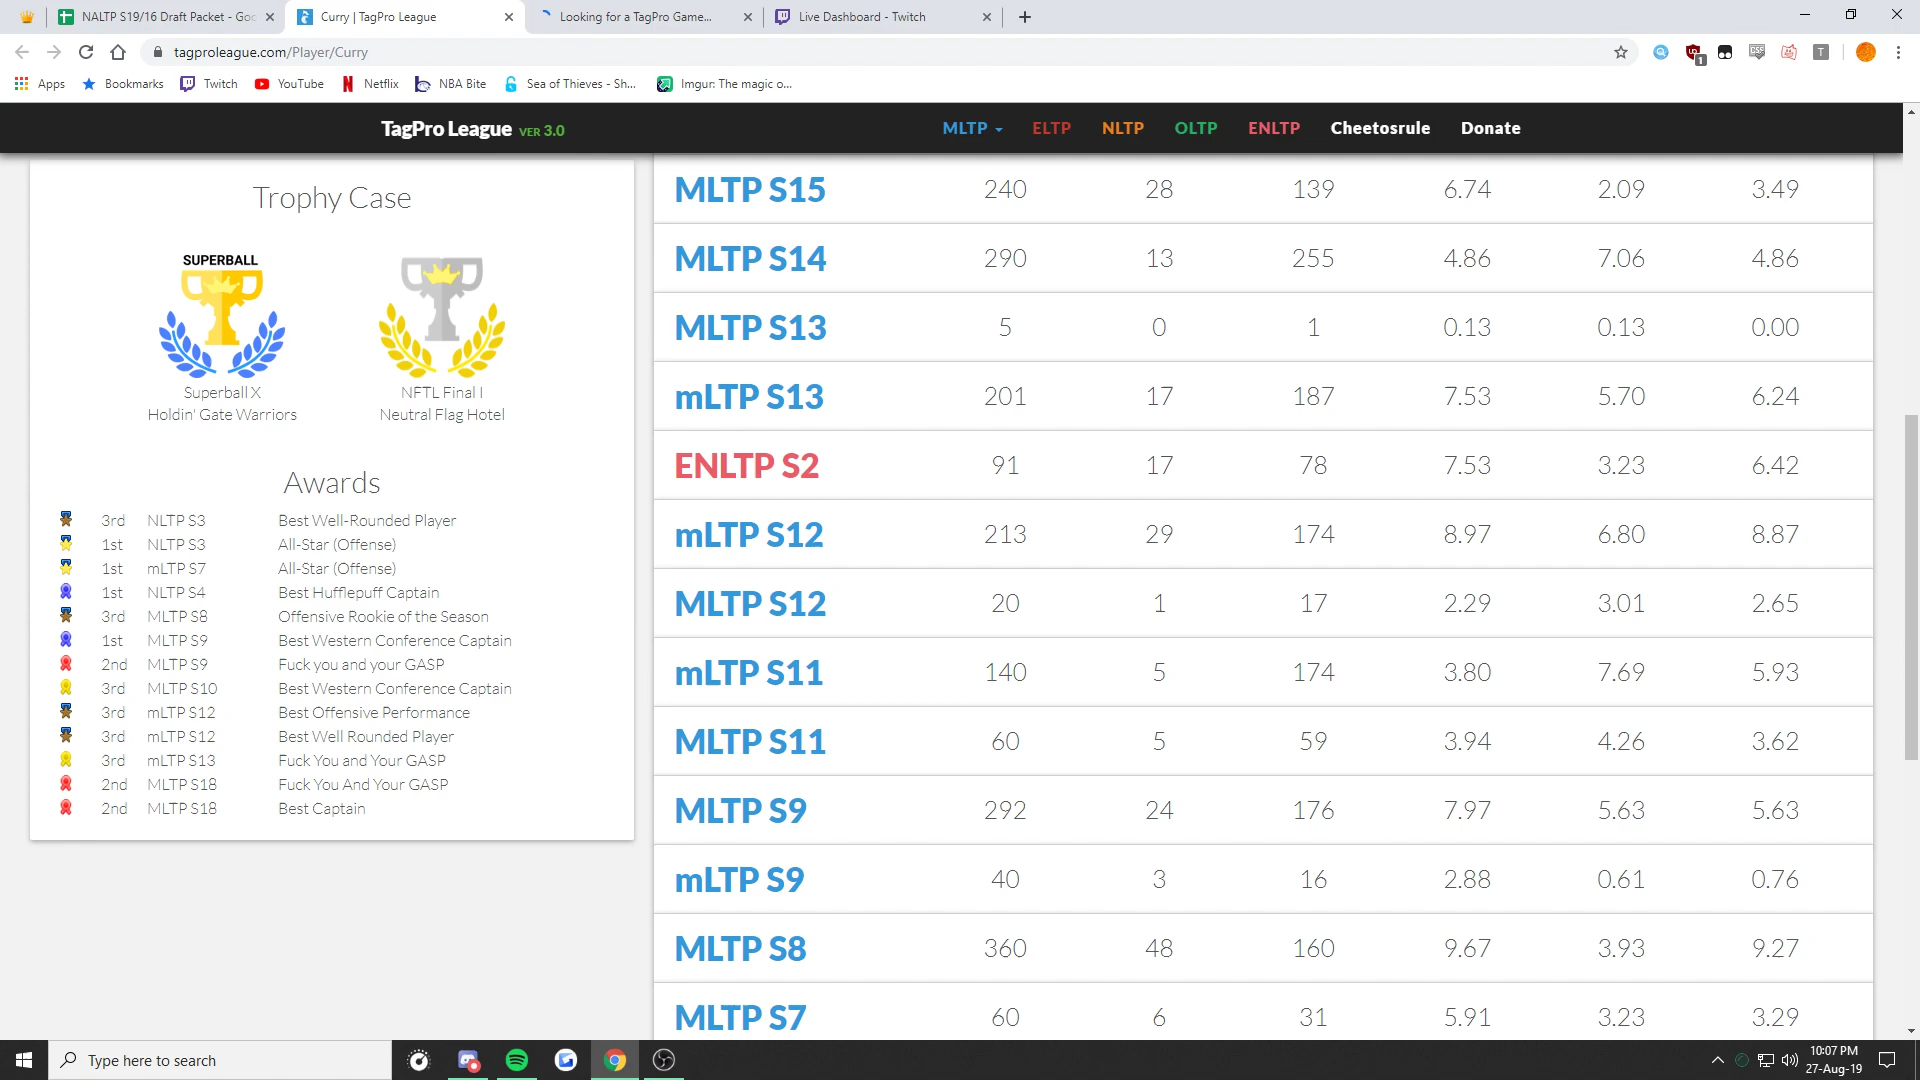 NALTP S19/16 Draft Packet - Goo
Curry | TagPro League
Looking for a TagPro Game...
Live Dashboard - Twitch
tagproleague.com/Player/Curry
Apps
Bookmarks
Twitch
YouTube
Netflix
NBA Bite
Sea of Thieves - Sh...
Imgur: The magic o...
TagPro League VER 3.0
MLTP
ELTP
NLTP
OLTP
ENLTP
Cheetosrule
Donate
Trophy Case
SUPERBALL
Superball X
Holdin' Gate Warriors
NFTL Final I
Neutral Flag Hotel
Awards
3rd NLTP S3 Best Well-Rounded Player
1st NLTP S3 All-Star (Offense)
1st mLTP S7 All-Star (Offense)
1st NLTP S4 Best Hufflepuff Captain
3rd MLTP S8 Offensive Rookie of the Season
1st MLTP S9 Best Western Conference Captain
2nd MLTP S9 Fuck you and your GASP
3rd MLTP S10 Best Western Conference Captain
3rd mLTP S12 Best Offensive Performance
3rd mLTP S12 Best Well Rounded Player
3rd mLTP S13 Fuck You and Your GASP
2nd MLTP S18 Fuck You And Your GASP
2nd MLTP S18 Best Captain
MLTP S15 240 28 139 6.74 2.09 3.49
MLTP S14 290 13 255 4.86 7.06 4.86
MLTP S13 5 0 1 0.13 0.13 0.00
mLTP S13 201 17 187 7.53 5.70 6.24
ENLTP S2 91 17 78 7.53 3.23 6.42
mLTP S12 213 29 174 8.97 6.80 8.87
MLTP S12 20 1 17 2.29 3.01 2.65
mLTP S11 140 5 174 3.80 7.69 5.93
MLTP S11 60 5 59 3.94 4.26 3.62
MLTP S9 292 24 176 7.97 5.63 5.63
mLTP S9 40 3 16 2.88 0.61 0.76
MLTP S8 360 48 160 9.67 3.93 9.27
MLTP S7 60 6 31 5.91 3.23 3.29
Type here to search
10:07 PM
27-Aug-19